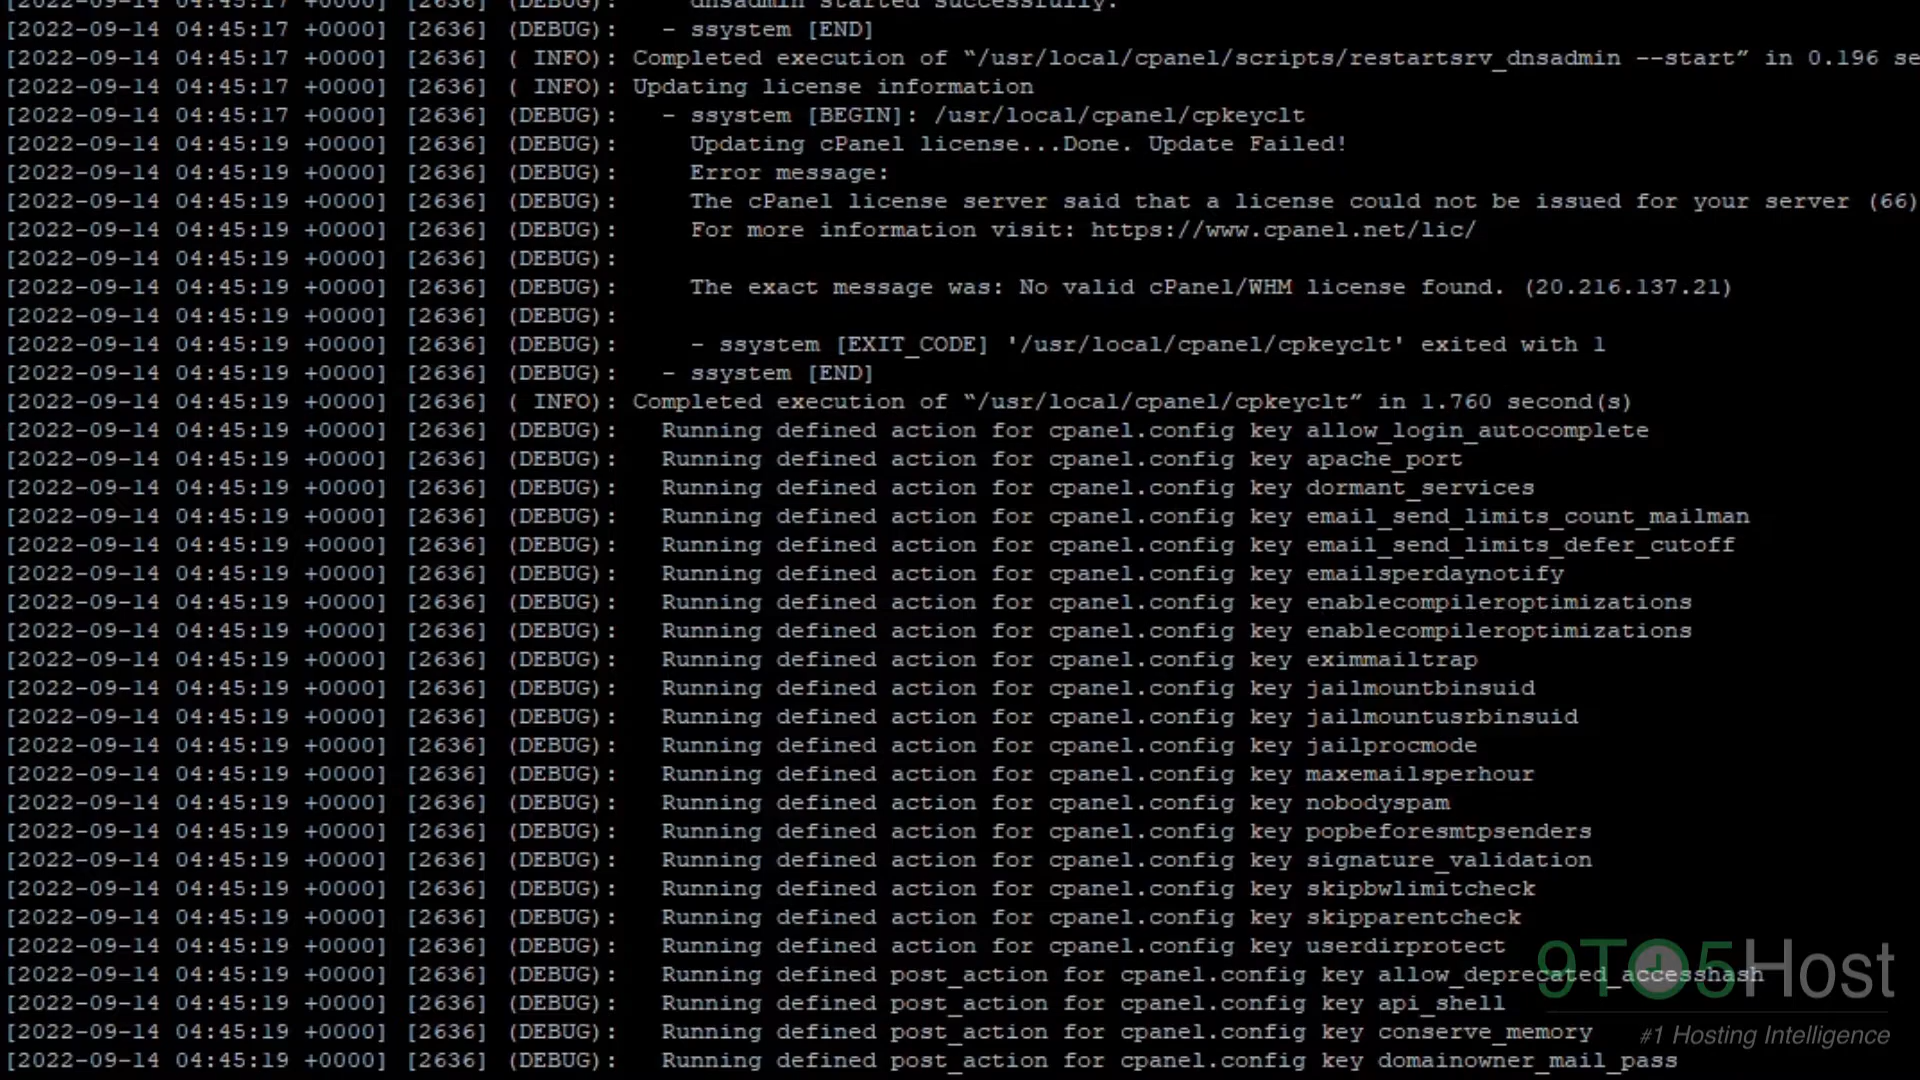 [2022-09-14 04:45:17 +0000] [2636] (DEBUG):     dnsadmin started successfully.
[2022-09-14 04:45:17 +0000] [2636] (DEBUG):   - ssystem [END]
[2022-09-14 04:45:17 +0000] [2636] ( INFO): Completed execution of “/usr/local/cpanel/scripts/restartsrv_dnsadmin --start” in 0.196 se
[2022-09-14 04:45:17 +0000] [2636] ( INFO): Updating license information
[2022-09-14 04:45:17 +0000] [2636] (DEBUG):   - ssystem [BEGIN]: /usr/local/cpanel/cpkeyclt
[2022-09-14 04:45:19 +0000] [2636] (DEBUG):     Updating cPanel license...Done. Update Failed!
[2022-09-14 04:45:19 +0000] [2636] (DEBUG):     Error message:
[2022-09-14 04:45:19 +0000] [2636] (DEBUG):     The cPanel license server said that a license could not be issued for your server (66)
[2022-09-14 04:45:19 +0000] [2636] (DEBUG):     For more information visit: https://www.cpanel.net/lic/
[2022-09-14 04:45:19 +0000] [2636] (DEBUG):
[2022-09-14 04:45:19 +0000] [2636] (DEBUG):     The exact message was: No valid cPanel/WHM license found. (20.216.137.21)
[2022-09-14 04:45:19 +0000] [2636] (DEBUG):
[2022-09-14 04:45:19 +0000] [2636] (DEBUG):     - ssystem [EXIT_CODE] '/usr/local/cpanel/cpkeyclt' exited with 1
[2022-09-14 04:45:19 +0000] [2636] (DEBUG):   - ssystem [END]
[2022-09-14 04:45:19 +0000] [2636] ( INFO): Completed execution of “/usr/local/cpanel/cpkeyclt” in 1.760 second(s)
[2022-09-14 04:45:19 +0000] [2636] (DEBUG):   Running defined action for cpanel.config key allow_login_autocomplete
[2022-09-14 04:45:19 +0000] [2636] (DEBUG):   Running defined action for cpanel.config key apache_port
[2022-09-14 04:45:19 +0000] [2636] (DEBUG):   Running defined action for cpanel.config key dormant_services
[2022-09-14 04:45:19 +0000] [2636] (DEBUG):   Running defined action for cpanel.config key email_send_limits_count_mailman
[2022-09-14 04:45:19 +0000] [2636] (DEBUG):   Running defined action for cpanel.config key email_send_limits_defer_cutoff
[2022-09-14 04:45:19 +0000] [2636] (DEBUG):   Running defined action for cpanel.config key emailsperdaynotify
[2022-09-14 04:45:19 +0000] [2636] (DEBUG):   Running defined action for cpanel.config key enablecompileroptimizations
[2022-09-14 04:45:19 +0000] [2636] (DEBUG):   Running defined action for cpanel.config key enablecompileroptimizations
[2022-09-14 04:45:19 +0000] [2636] (DEBUG):   Running defined action for cpanel.config key eximmailtrap
[2022-09-14 04:45:19 +0000] [2636] (DEBUG):   Running defined action for cpanel.config key jailmountbinsuid
[2022-09-14 04:45:19 +0000] [2636] (DEBUG):   Running defined action for cpanel.config key jailmountusrbinsuid
[2022-09-14 04:45:19 +0000] [2636] (DEBUG):   Running defined action for cpanel.config key jailprocmode
[2022-09-14 04:45:19 +0000] [2636] (DEBUG):   Running defined action for cpanel.config key maxemailsperhour
[2022-09-14 04:45:19 +0000] [2636] (DEBUG):   Running defined action for cpanel.config key nobodyspam
[2022-09-14 04:45:19 +0000] [2636] (DEBUG):   Running defined action for cpanel.config key popbeforesmtpsenders
[2022-09-14 04:45:19 +0000] [2636] (DEBUG):   Running defined action for cpanel.config key signature_validation
[2022-09-14 04:45:19 +0000] [2636] (DEBUG):   Running defined action for cpanel.config key skipbwlimitcheck
[2022-09-14 04:45:19 +0000] [2636] (DEBUG):   Running defined action for cpanel.config key skipparentcheck
[2022-09-14 04:45:19 +0000] [2636] (DEBUG):   Running defined action for cpanel.config key userdirprotect
[2022-09-14 04:45:19 +0000] [2636] (DEBUG):   Running defined post_action for cpanel.config key allow_deprecated_accesshash
[2022-09-14 04:45:19 +0000] [2636] (DEBUG):   Running defined post_action for cpanel.config key api_shell
[2022-09-14 04:45:19 +0000] [2636] (DEBUG):   Running defined post_action for cpanel.config key conserve_memory
[2022-09-14 04:45:19 +0000] [2636] (DEBUG):   Running defined post_action for cpanel.config key domainowner_mail_pass
9TO5Host
#1 Hosting Intelligence